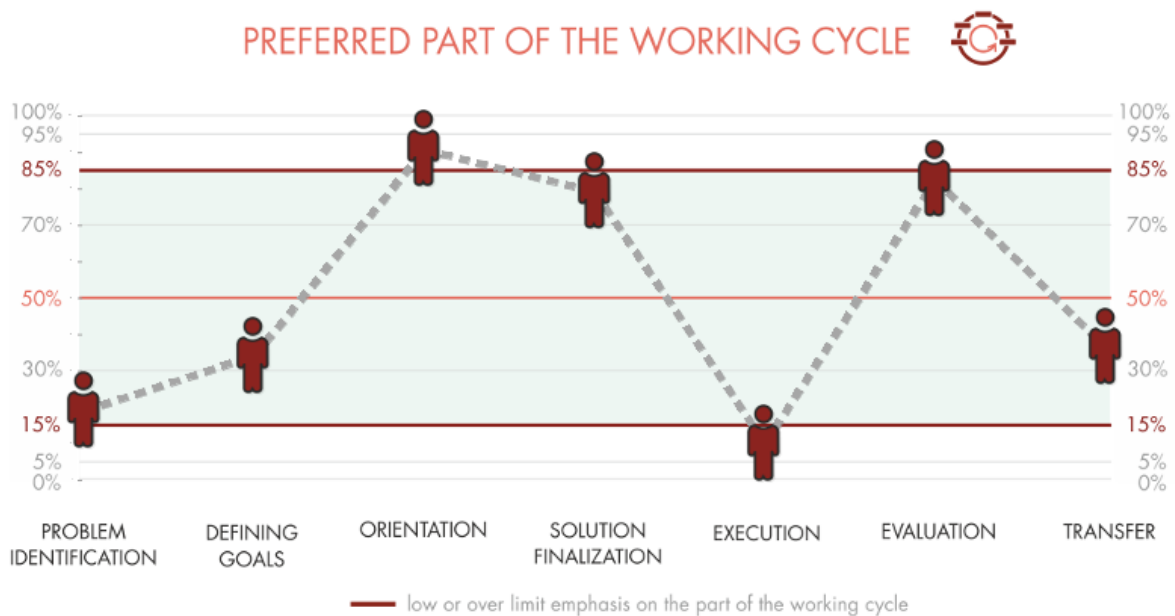 PREFERRED PART OF THE WORKING CYCLE
100% 100%
95% 95%
85% 85%
70% 70%
50% 50%
30% 30%
15% 15%
5% 5%
0% 0%
PROBLEM IDENTIFICATION
DEFINING GOALS
ORIENTATION
SOLUTION FINALIZATION
EXECUTION
EVALUATION
TRANSFER
low or over limit emphasis on the part of the working cycle